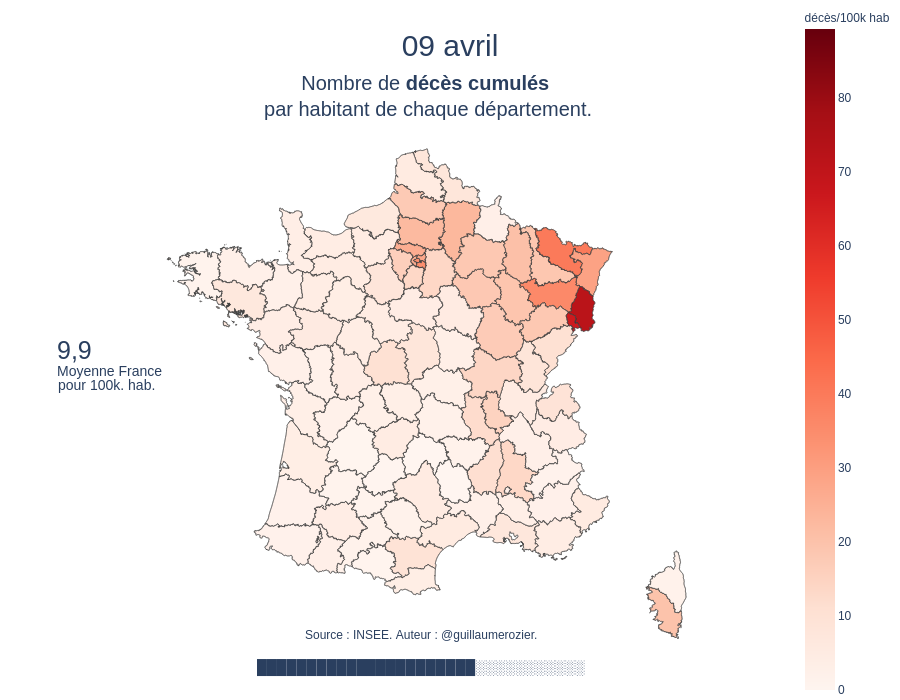 décès/100k hab
09 avril
Nombre de décès cumulés
par habitant de chaque département.
80
70
60
50
40
30
20
10
0
9,9
Moyenne France
pour 100k. hab.
Source : INSEE. Auteur : @guillaumerozier.